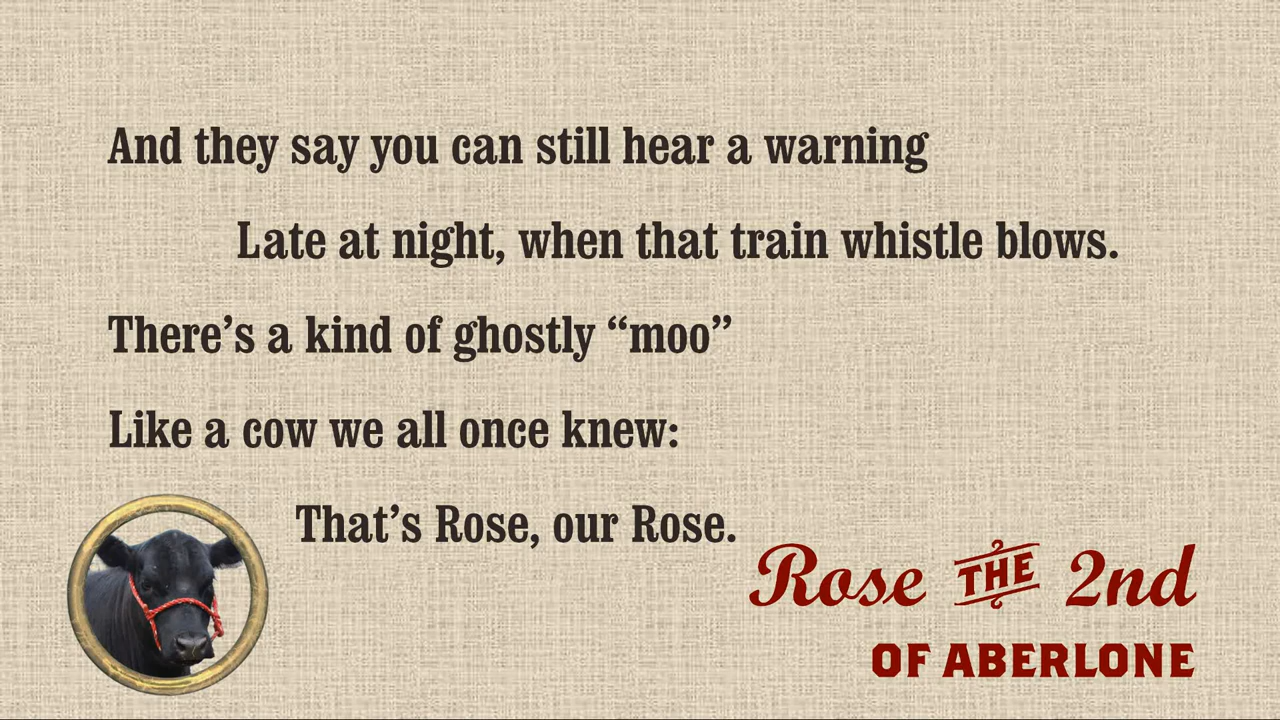 And they say you can still hear a warning
Late at night, when that train whistle blows.
There’s a kind of ghostly “moo”
Like a cow we all once knew:
That’s Rose, our Rose.
Rose THE 2nd
OF ABERLONE